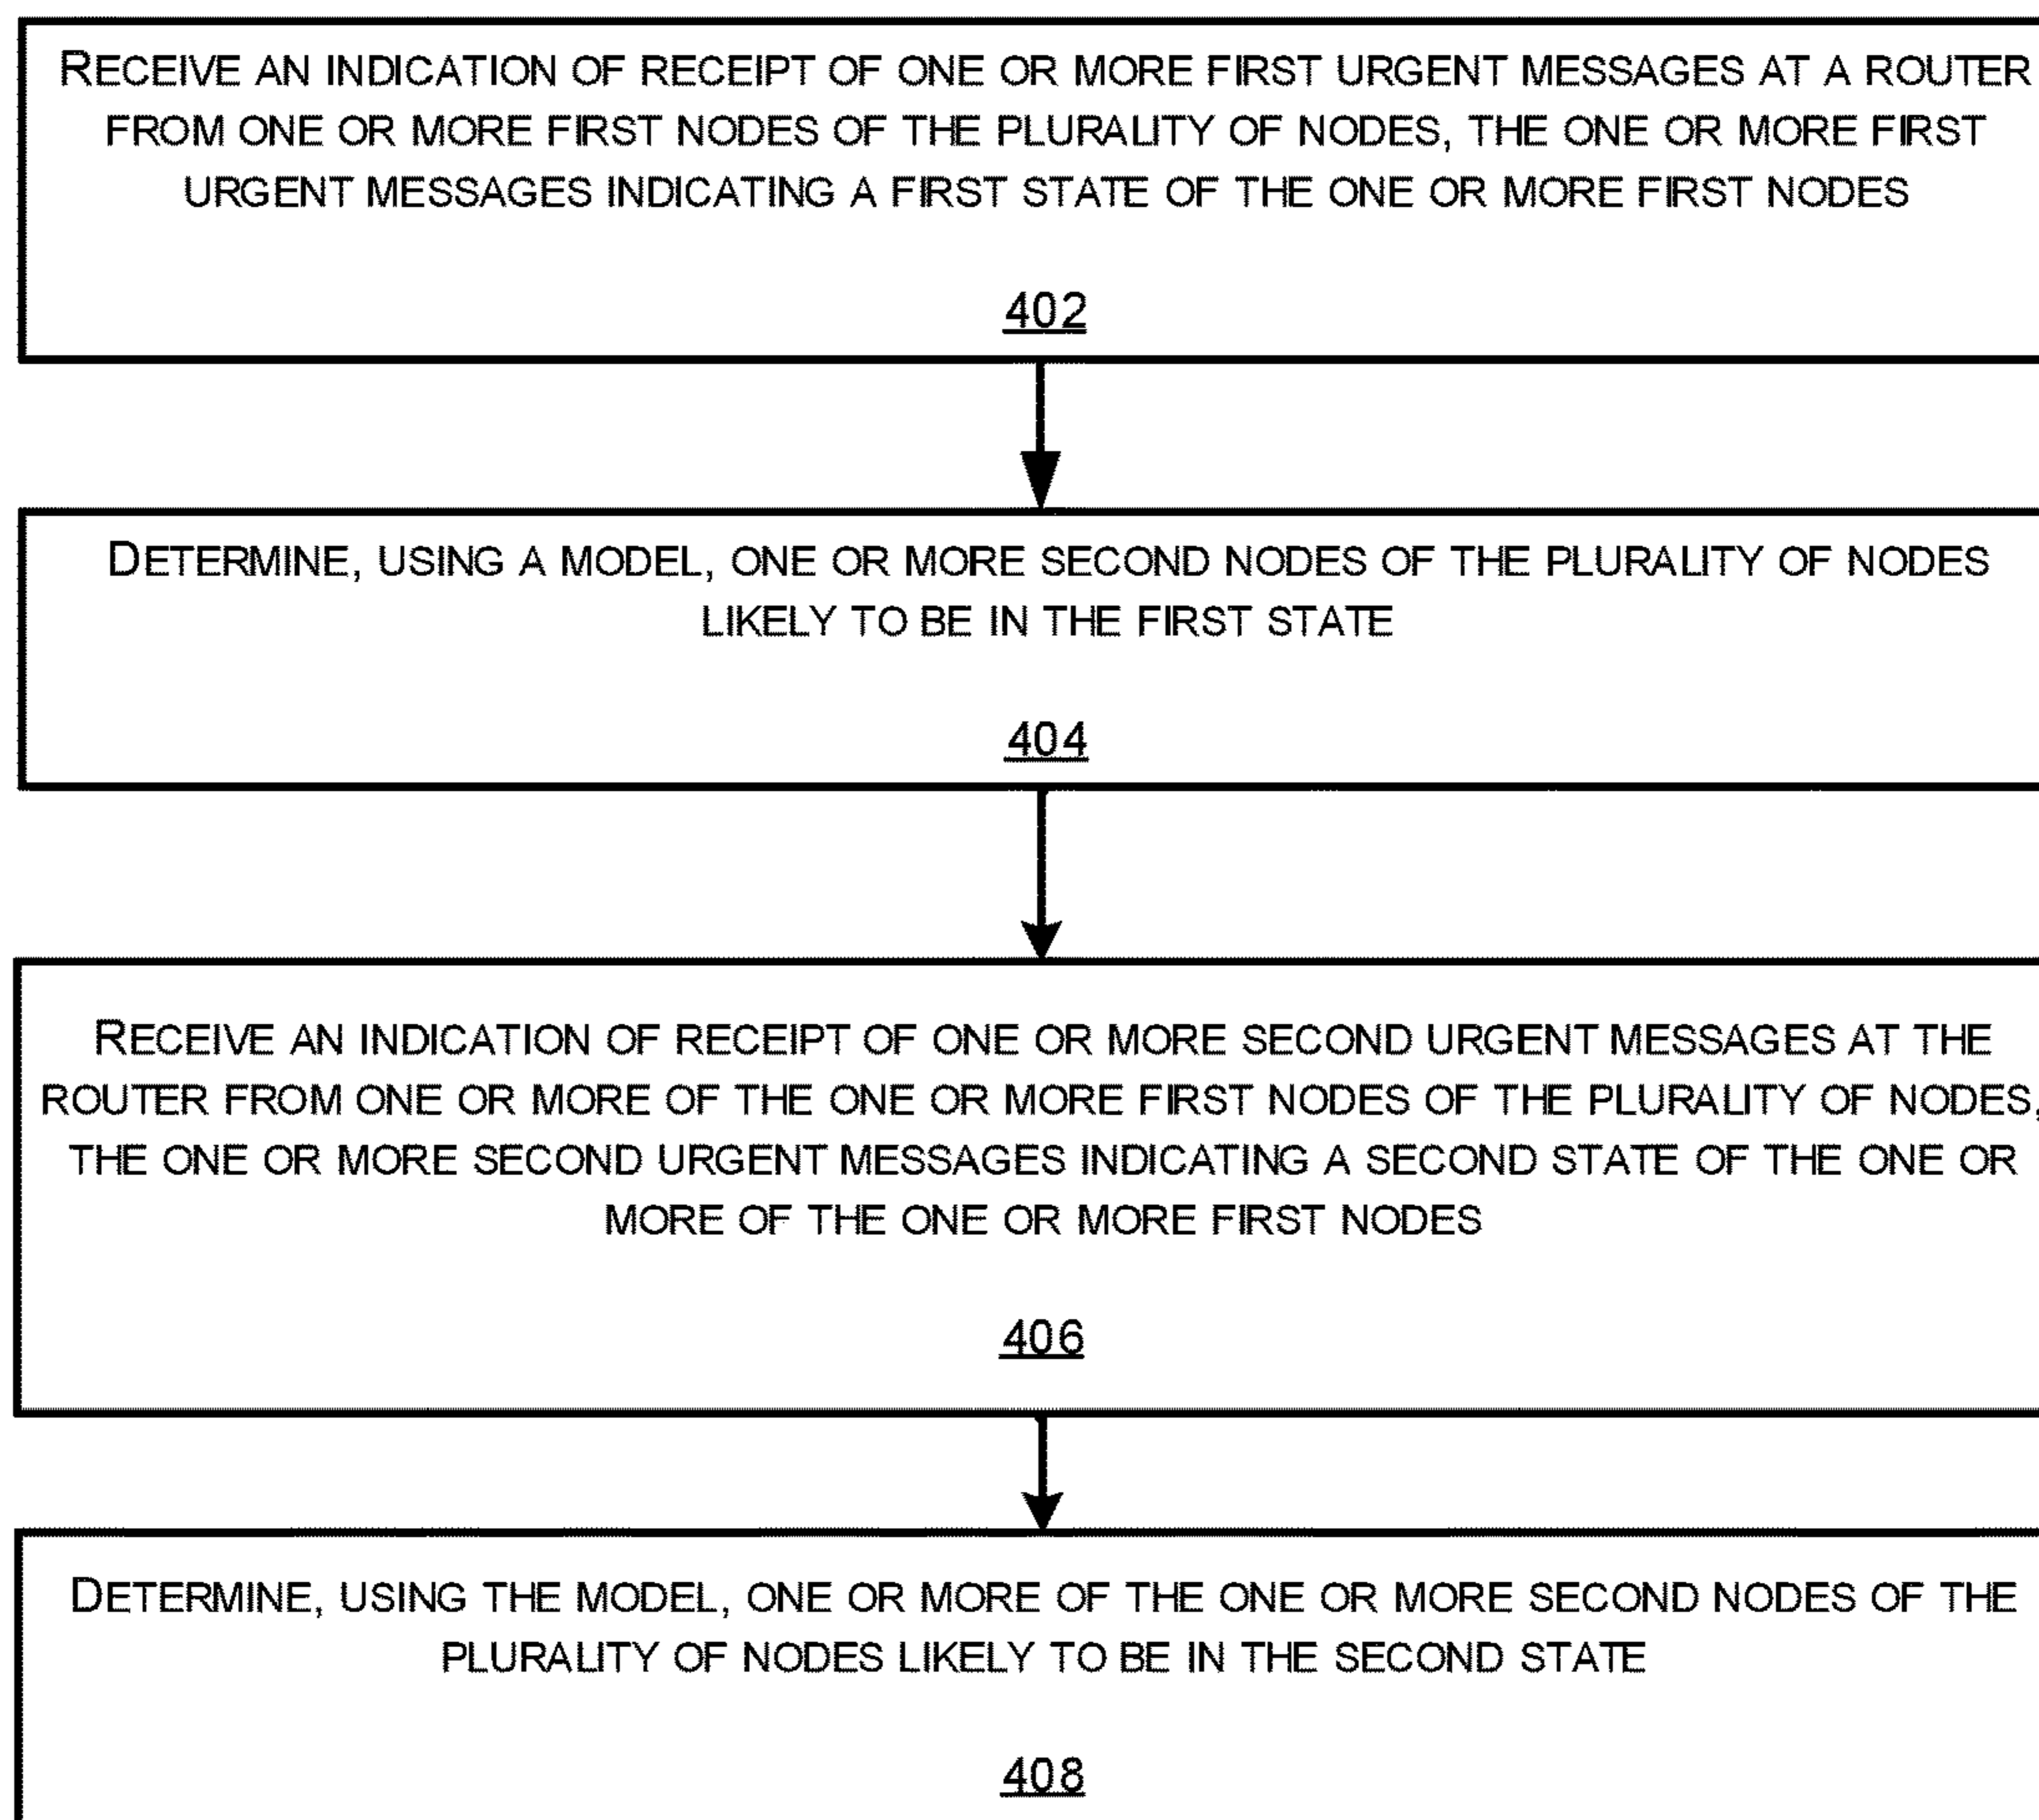 RECEIVE AN INDICATION OF RECEIPT OF ONE OR MORE FIRST URGENT MESSAGES AT A ROUTER
FROM ONE OR MORE FIRST NODES OF THE PLURALITY OF NODES, THE ONE OR MORE FIRST
URGENT MESSAGES INDICATING A FIRST STATE OF THE ONE OR MORE FIRST NODES
402
DETERMINE, USING A MODEL, ONE OR MORE SECOND NODES OF THE PLURALITY OF NODES
LIKELY TO BE IN THE FIRST STATE
404
RECEIVE AN INDICATION OF RECEIPT OF ONE OR MORE SECOND URGENT MESSAGES AT THE
ROUTER FROM ONE OR MORE OF THE ONE OR MORE FIRST NODES OF THE PLURALITY OF NODES,
THE ONE OR MORE SECOND URGENT MESSAGES INDICATING A SECOND STATE OF THE ONE OR
MORE OF THE ONE OR MORE FIRST NODES
406
DETERMINE, USING THE MODEL, ONE OR MORE OF THE ONE OR MORE SECOND NODES OF THE
PLURALITY OF NODES LIKELY TO BE IN THE SECOND STATE
408